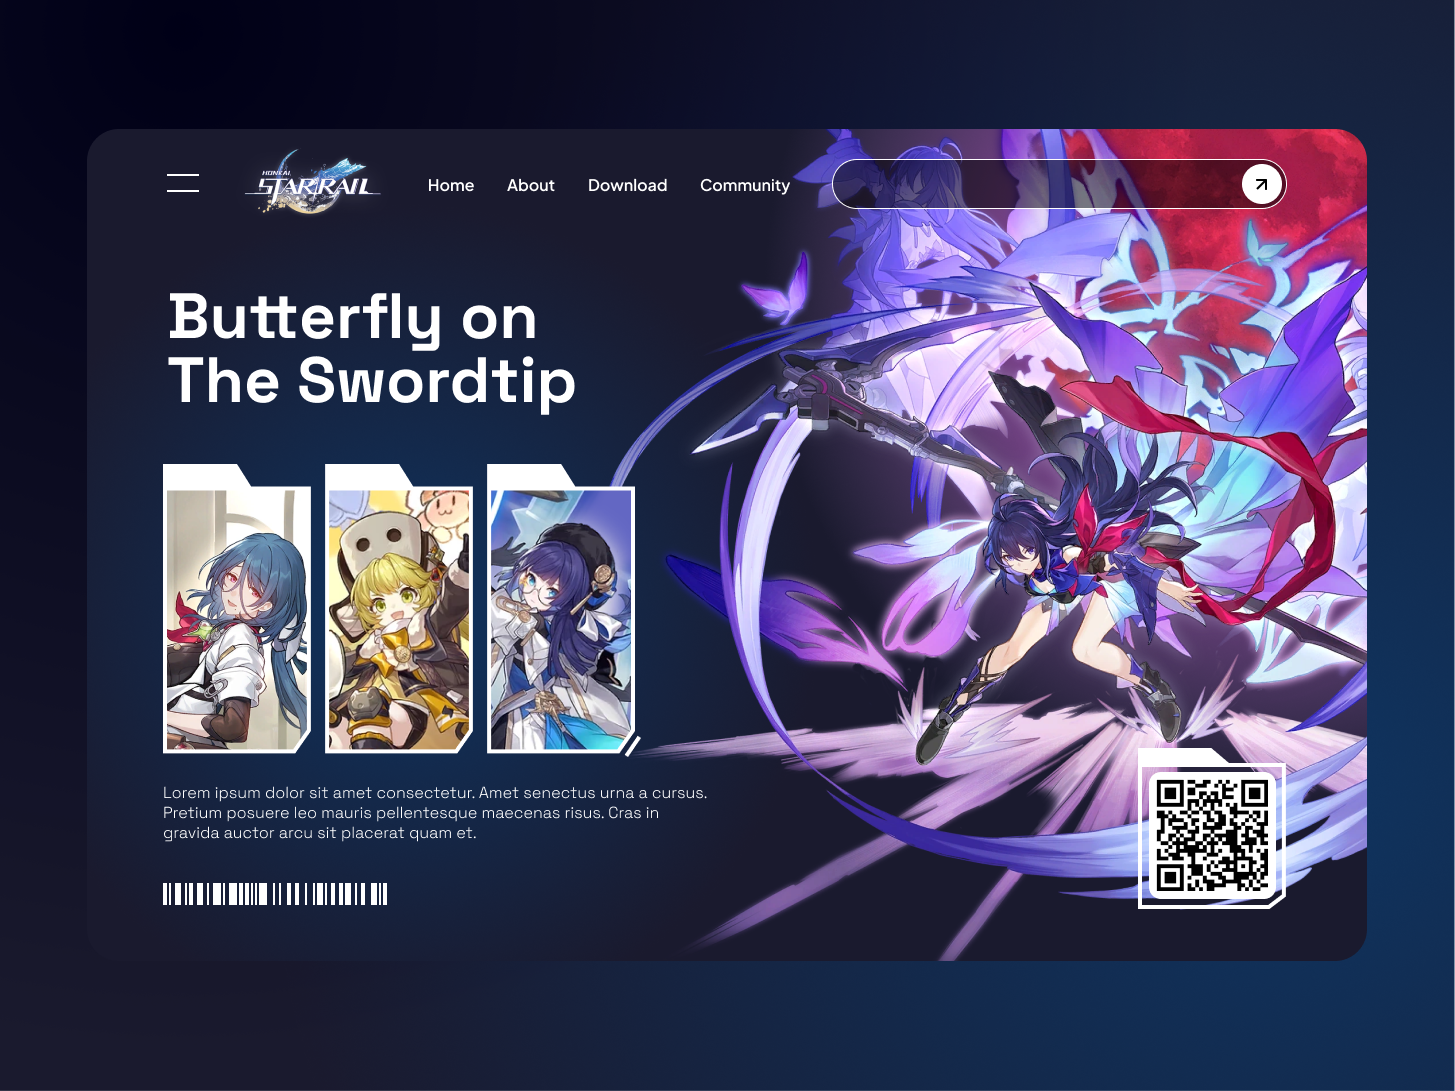 HONKAI
STAR RAIL
Home About Download Community
Butterfly on
The Swordtip
Lorem ipsum dolor sit amet consectetur. Amet senectus urna a cursus.
Pretium posuere leo mauris pellentesque maecenas risus. Cras in
gravida auctor arcu sit placerat quam et.